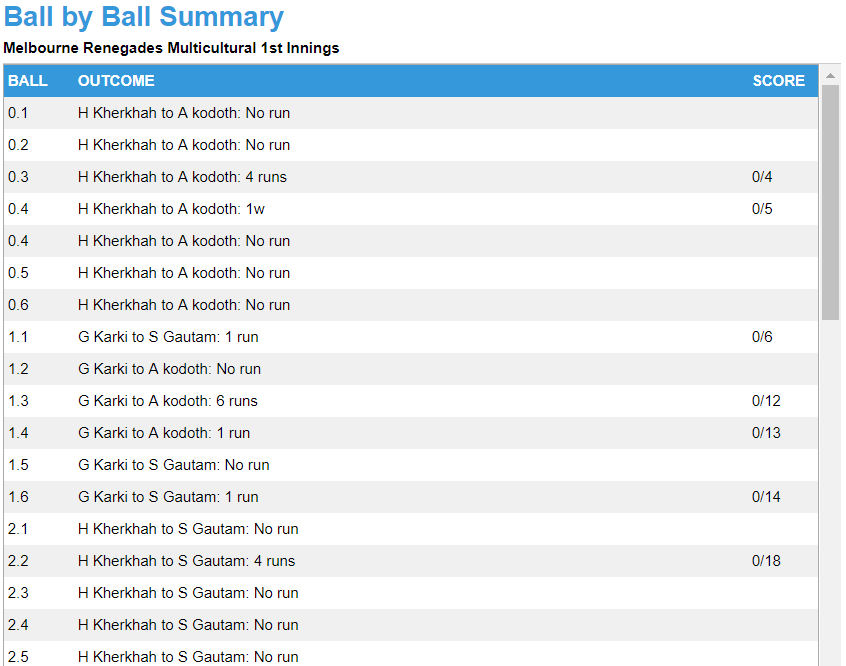 Ball by Ball Summary
Melbourne Renegades Multicultural 1st Innings
BALL OUTCOME SCORE
0.1 H Kherkhah to A kodoth: No run
0.2 H Kherkhah to A kodoth: No run
0.3 H Kherkhah to A kodoth: 4 runs 0/4
0.4 H Kherkhah to A kodoth: 1w 0/5
0.4 H Kherkhah to A kodoth: No run
0.5 H Kherkhah to A kodoth: No run
0.6 H Kherkhah to A kodoth: No run
1.1 G Karki to S Gautam: 1 run 0/6
1.2 G Karki to A kodoth: No run
1.3 G Karki to A kodoth: 6 runs 0/12
1.4 G Karki to A kodoth: 1 run 0/13
1.5 G Karki to S Gautam: No run
1.6 G Karki to S Gautam: 1 run 0/14
2.1 H Kherkhah to S Gautam: No run
2.2 H Kherkhah to S Gautam: 4 runs 0/18
2.3 H Kherkhah to S Gautam: No run
2.4 H Kherkhah to S Gautam: No run
2.5 H Kherkhah to S Gautam: No run